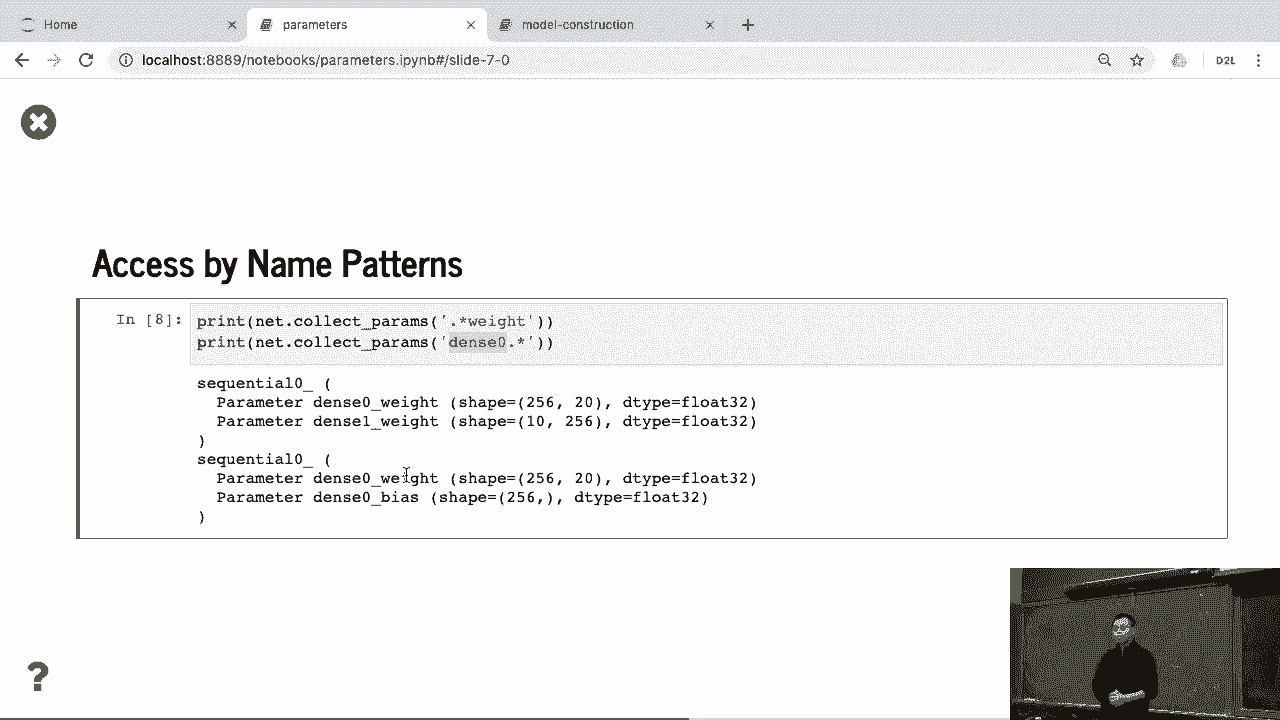 Home
parameters
model-construction
localhost:8889/notebooks/parameters.ipynb#/slide-7-0
D2L
Access by Name Patterns
In [8]:
print(net.collect_params('.*weight'))
print(net.collect_params('dense0.*'))
sequential0_ (
  Parameter dense0_weight (shape=(256, 20), dtype=float32)
  Parameter dense1_weight (shape=(10, 256), dtype=float32)
)
sequential0_ (
  Parameter dense0_weight (shape=(256, 20), dtype=float32)
  Parameter dense0_bias (shape=(256,), dtype=float32)
)
?